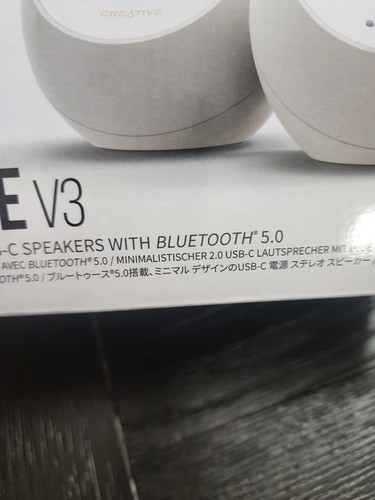 CREATIVE
E V3
-C SPEAKERS WITH BLUETOOTH® 5.0
AVEC BLUETOOTH® 5.0 / MINIMALISTISCHER 2.0 USB-C LAUTSPRECHER MIT
OTH® 5.0 / ブルートゥース®5.0搭載、ミニマル デザインのUSB-C 電源 ステレオ スピーカー /